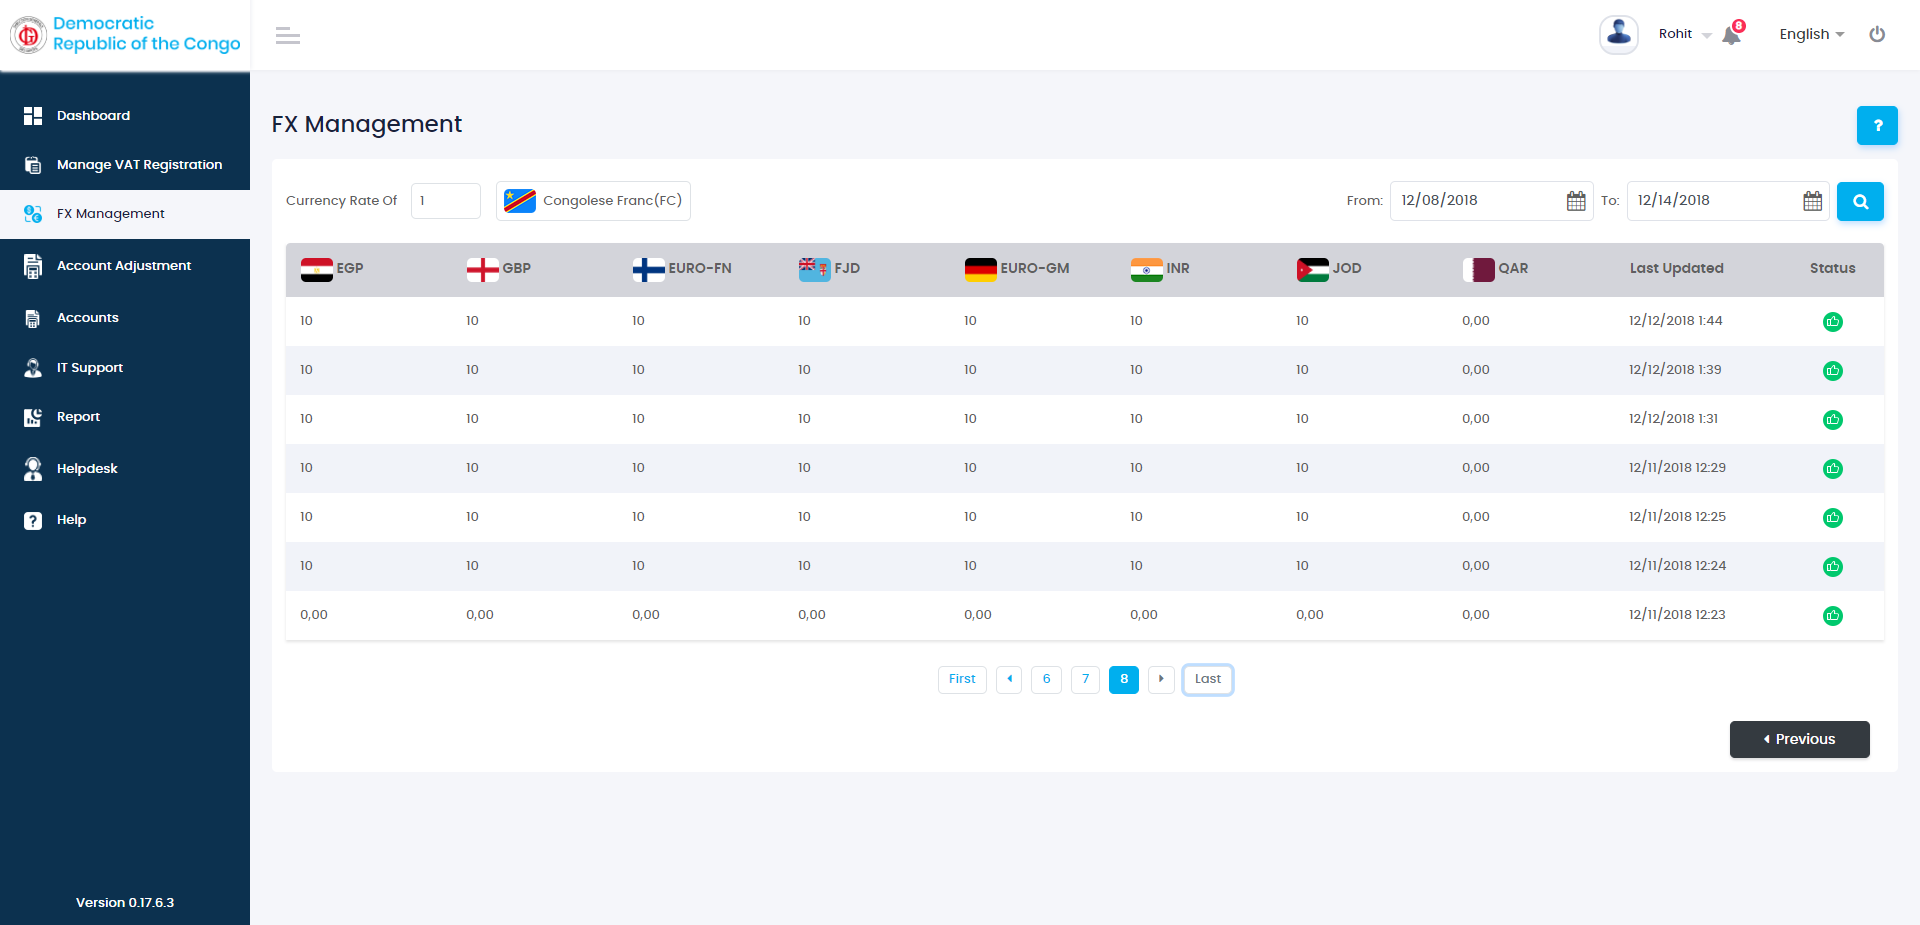 Democratic
Republic of the Congo
Rohit
8
English
Dashboard
Manage VAT Registration
FX Management
Account Adjustment
Accounts
IT Support
Report
Helpdesk
Help
Version 0.17.6.3
FX Management
?
Currency Rate Of 1 Congolese Franc(FC) From: 12/08/2018 To: 12/14/2018
EGP GBP EURO-FN FJD EURO-GM INR JOD QAR Last Updated Status
10 10 10 10 10 10 10 0,00 12/12/2018 1:44
10 10 10 10 10 10 10 0,00 12/12/2018 1:39
10 10 10 10 10 10 10 0,00 12/12/2018 1:31
10 10 10 10 10 10 10 0,00 12/11/2018 12:29
10 10 10 10 10 10 10 0,00 12/11/2018 12:25
10 10 10 10 10 10 10 0,00 12/11/2018 12:24
0,00 0,00 0,00 0,00 0,00 0,00 0,00 0,00 12/11/2018 12:23
First 6 7 8 Last
Previous